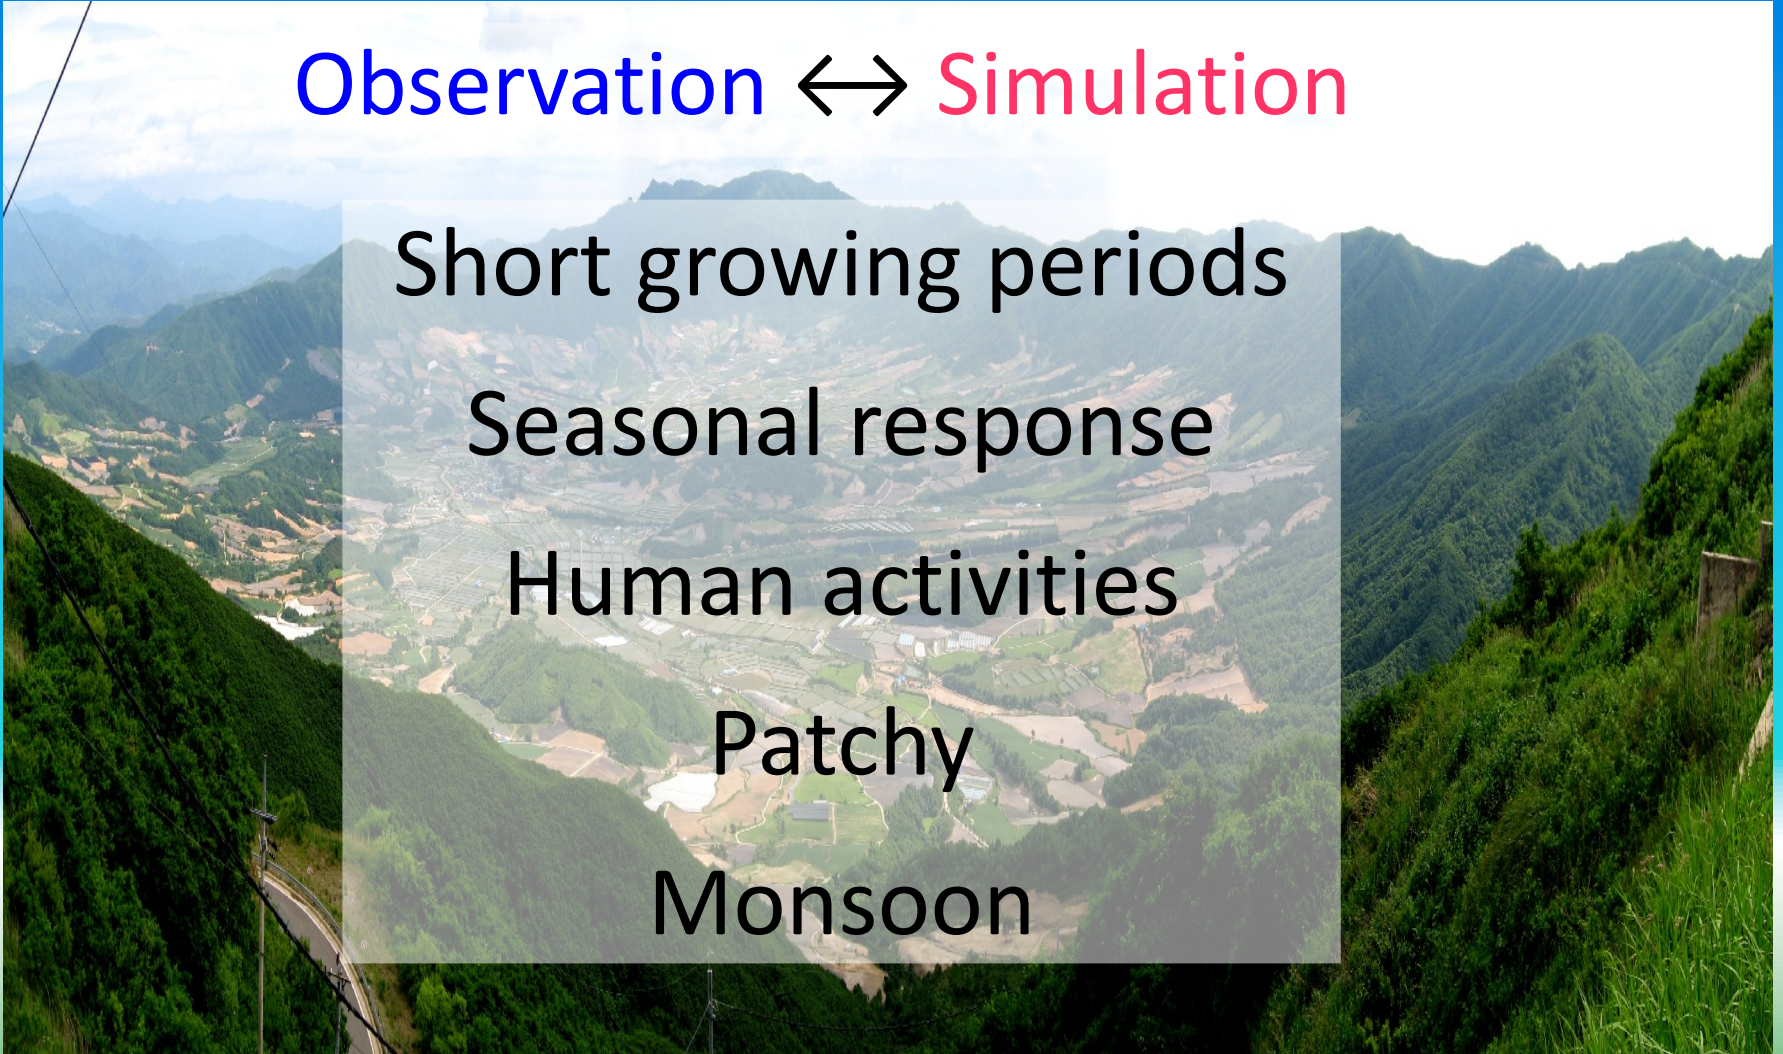 Observation ↔ Simulation
Short growing periods
Seasonal response
Human activities
Patchy
Monsoon